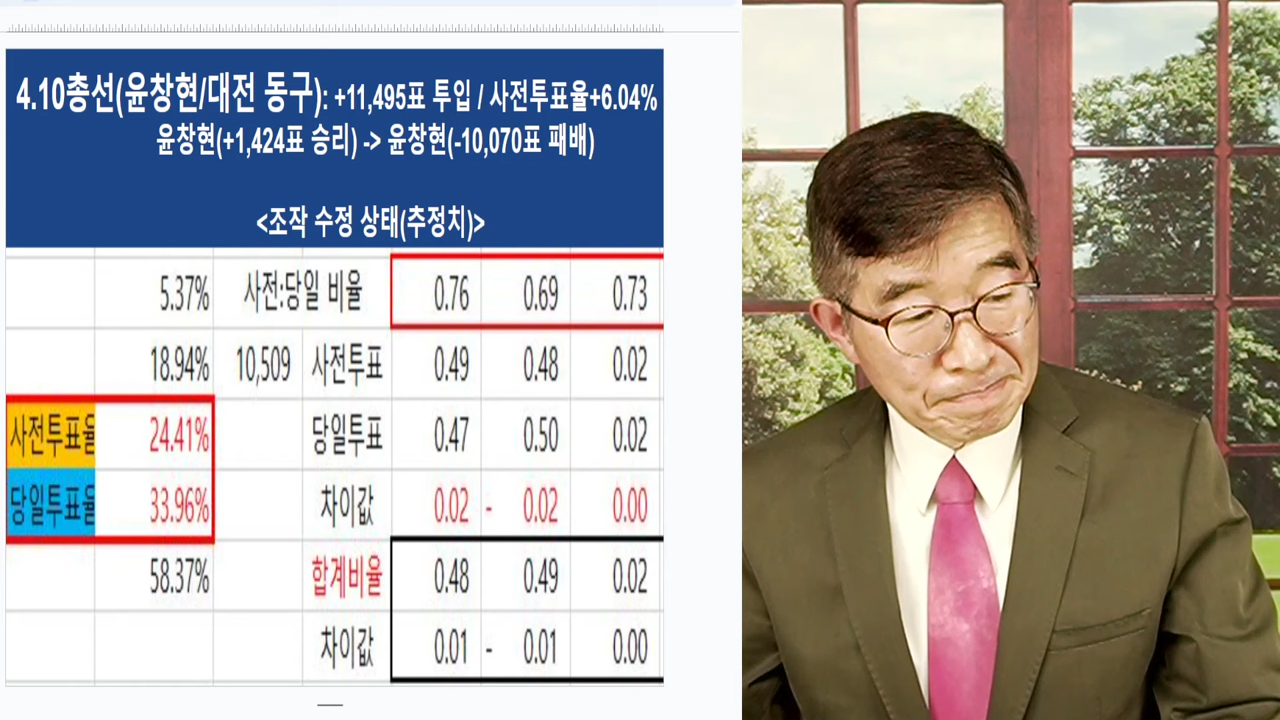 4.10총선(윤창현/대전 동구): +11,495표 투입 / 사전투표율+6.04%
윤창현(+1,424표 승리) -> 윤창현(-10,070표 패배)
<조작 수정 상태(추정치)>
5.37% 사전:당일 비율 0.76 0.69 0.73
18.94% 10,509 사전투표 0.49 0.48 0.02
사전투표율 24.41% 당일투표 0.47 0.50 0.02
당일투표율 33.96% 차이값 0.02 - 0.02 0.00
58.37% 합계비율 0.48 0.49 0.02
차이값 0.01 - 0.01 0.00